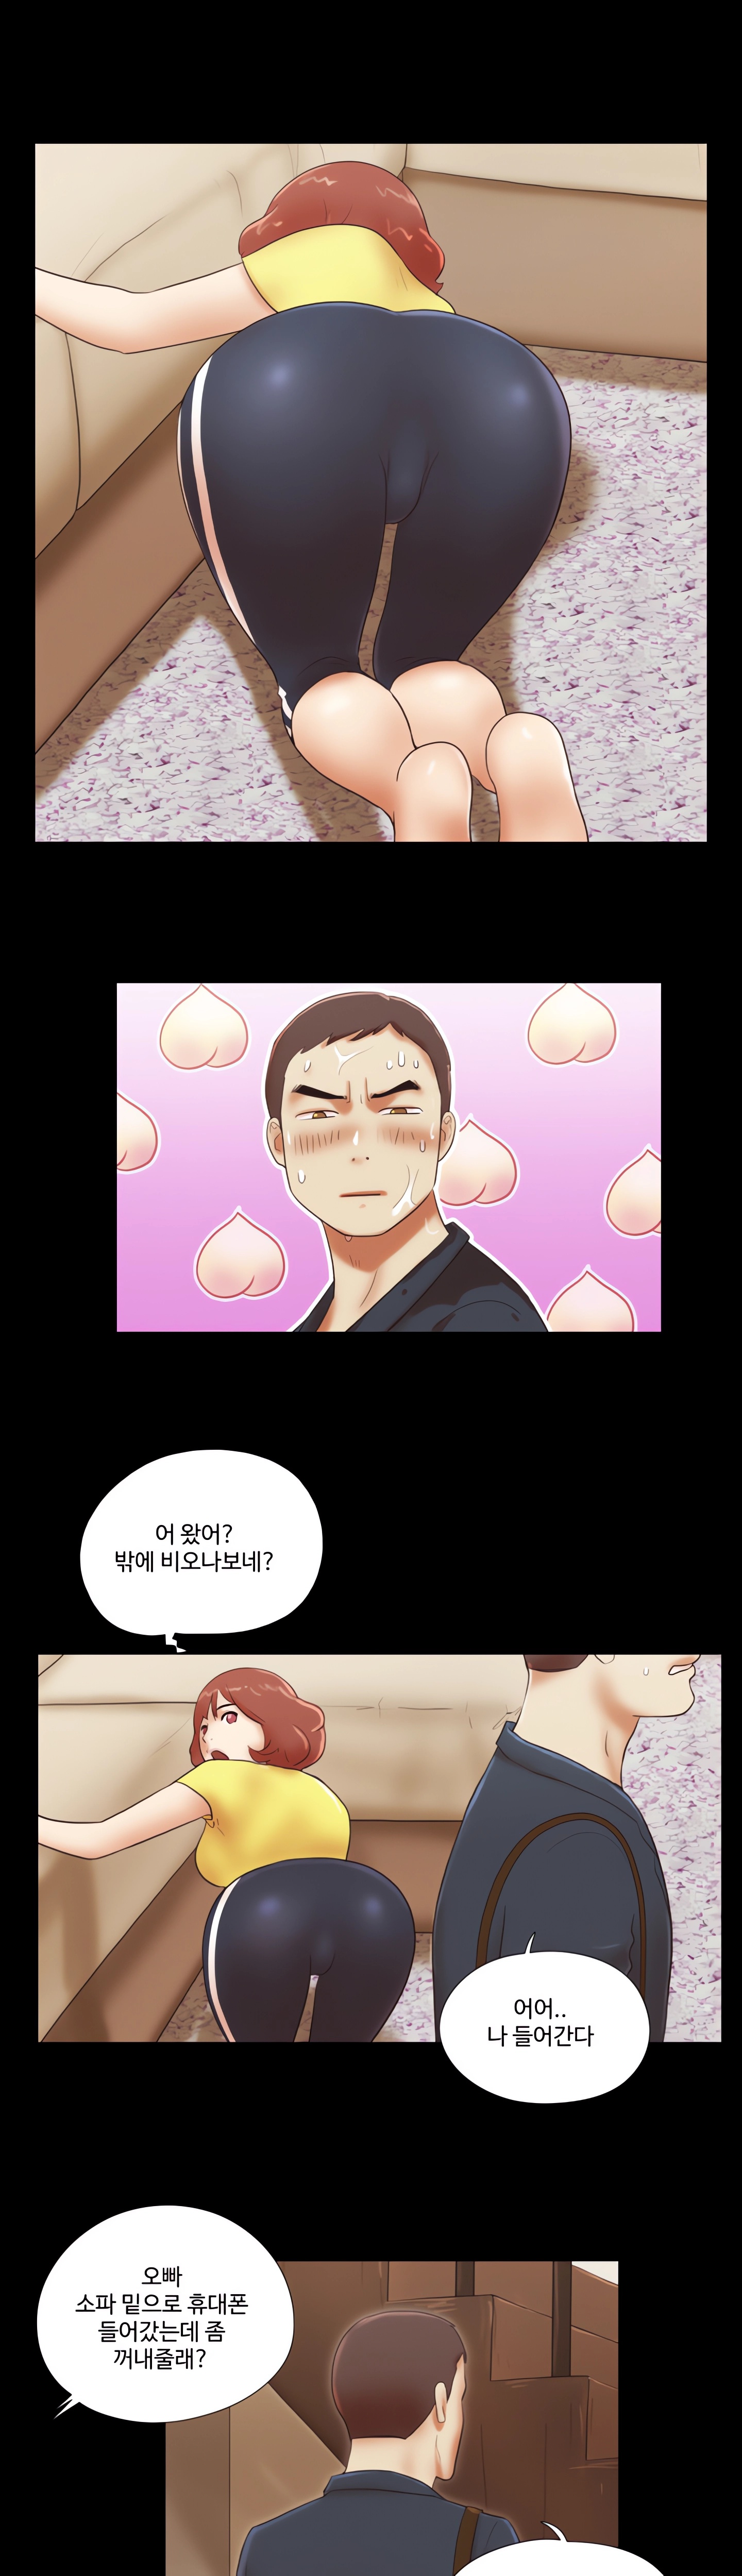 어 왔어?
밖에 비오나보네?
어어..
나 들어간다
오빠
소파 밑으로 휴대폰
들어갔는데 좀
꺼내줄래?